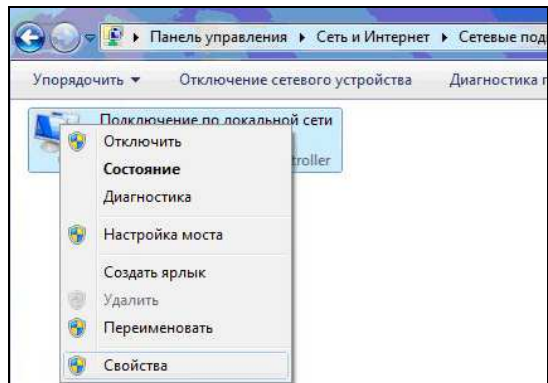 Панель управления ▸ Сеть и Интернет ▸ Сетевые под
Упорядочить ▾ Отключение сетевого устройства Диагностика
Подключение по локальной сети
Отключить
troller
Состояние
Диагностика
Настройка моста
Создать ярлык
Удалить
Переименовать
Свойства